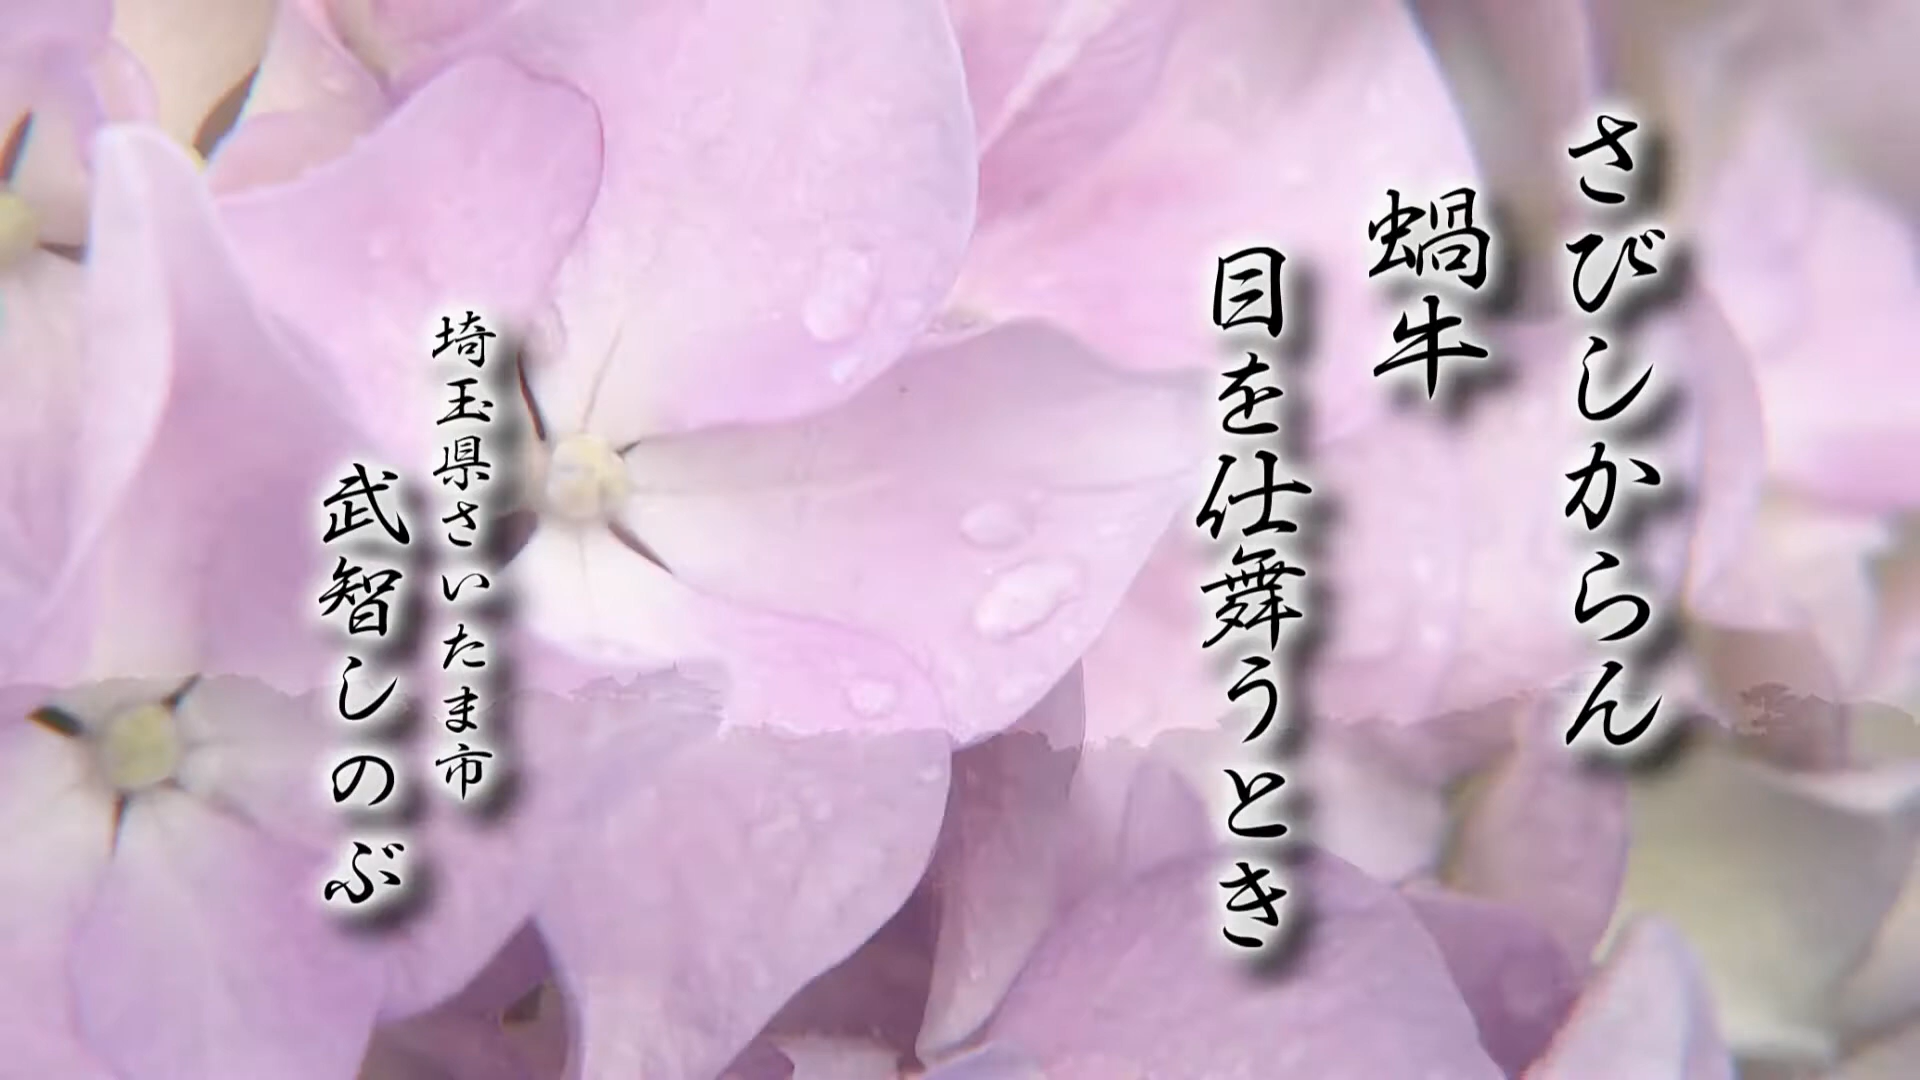 さびしからん
蝸牛
目を仕舞うとき
埼玉県さいたま市
武智しのぶ